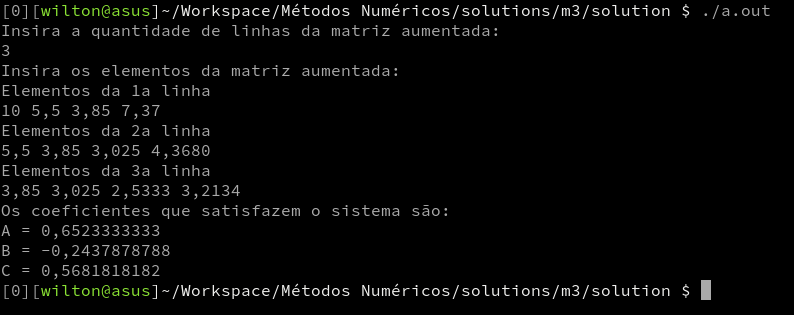 [0][wilton@asus]~/Workspace/Métodos Numéricos/solutions/m3/solution $ ./a.out
Insira a quantidade de linhas da matriz aumentada:
3
Insira os elementos da matriz aumentada:
Elementos da 1a linha
10 5,5 3,85 7,37
Elementos da 2a linha
5,5 3,85 3,025 4,3680
Elementos da 3a linha
3,85 3,025 2,5333 3,2134
Os coeficientes que satisfazem o sistema são:
A = 0,6523333333
B = -0,2437878788
C = 0,5681818182
[0][wilton@asus]~/Workspace/Métodos Numéricos/solutions/m3/solution $